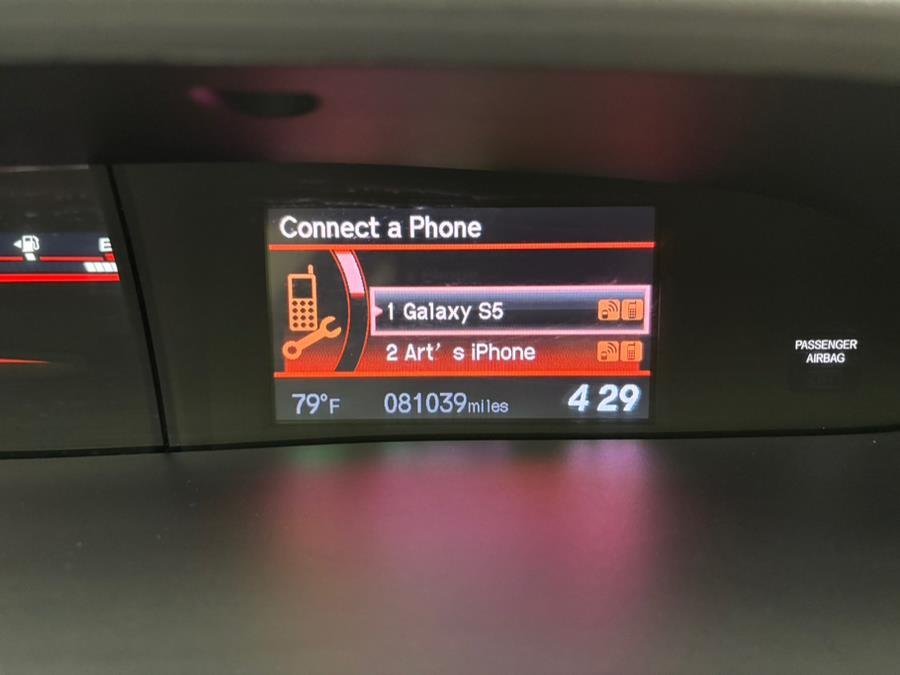 Connect a Phone
E
1 Galaxy S5
2 Art's iPhone
PASSENGER
AIRBAG
79°F 081039miles 4 29